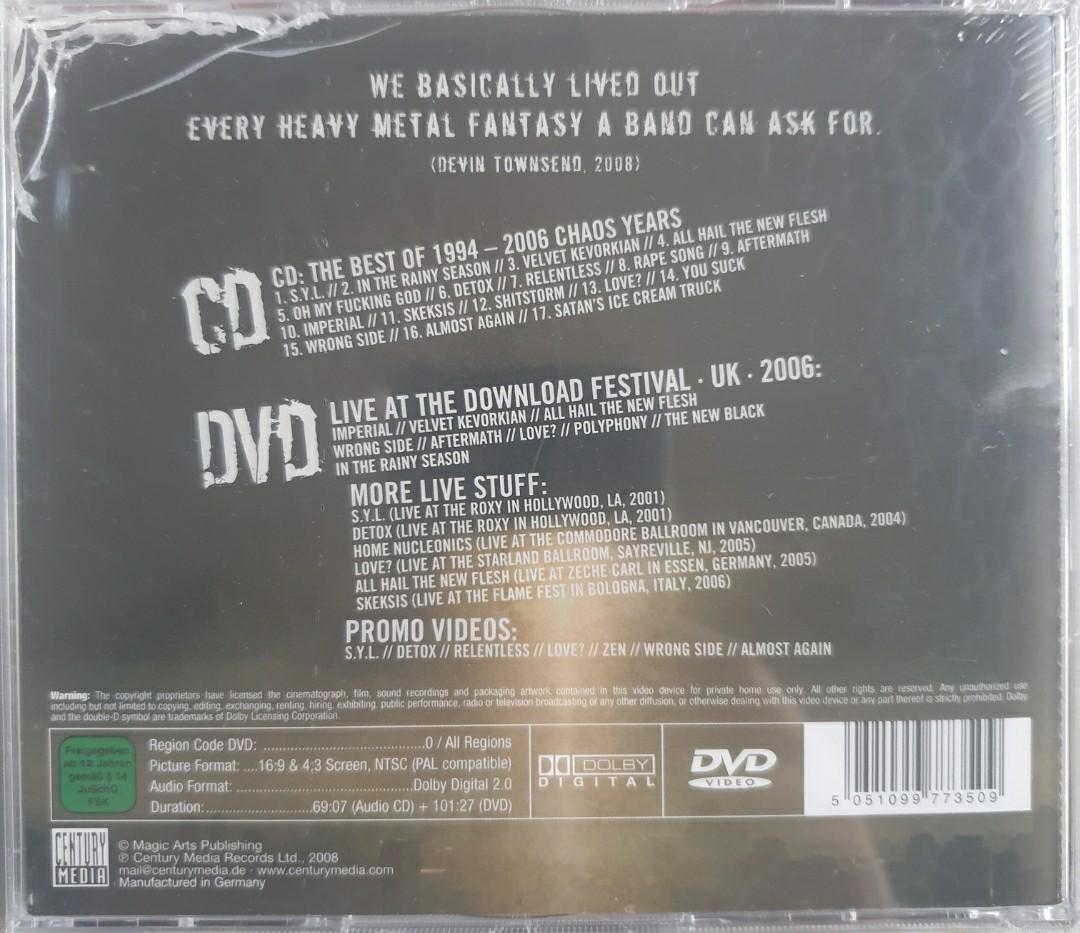 WE BASICALLY LIVED OUT
EVERY HEAVY METAL FANTASY A BAND CAN ASK FOR.
(DEVIN TOWNSEND, 2008)
CD
CD: THE BEST OF 1994 – 2006 CHAOS YEARS
1. S.Y.L. // 2. IN THE RAINY SEASON // 3. VELVET KEVORKIAN // 4. ALL HAIL THE NEW FLESH
5. OH MY FUCKING GOD // 6. DETOX // 7. RELENTLESS // 8. RAPE SONG // 9. AFTERMATH
10. IMPERIAL // 11. SKEKSIS // 12. SHITSTORM // 13. LOVE? // 14. YOU SUCK
15. WRONG SIDE // 16. ALMOST AGAIN // 17. SATAN'S ICE CREAM TRUCK
DVD
LIVE AT THE DOWNLOAD FESTIVAL · UK · 2006:
IMPERIAL // VELVET KEVORKIAN // ALL HAIL THE NEW FLESH
WRONG SIDE // AFTERMATH // LOVE? // POLYPHONY // THE NEW BLACK
IN THE RAINY SEASON
MORE LIVE STUFF:
S.Y.L. (LIVE AT THE ROXY IN HOLLYWOOD, LA, 2001)
DETOX (LIVE AT THE ROXY IN HOLLYWOOD, LA, 2001)
HOME NUCLEONICS (LIVE AT THE COMMODORE BALLROOM IN VANCOUVER, CANADA, 2004)
LOVE? (LIVE AT THE STARLAND BALLROOM, SAYREVILLE, NJ, 2005)
ALL HAIL THE NEW FLESH (LIVE AT ZECHE CARL IN ESSEN, GERMANY, 2005)
SKEKSIS (LIVE AT THE FLAME FEST IN BOLOGNA, ITALY, 2006)
PROMO VIDEOS:
S.Y.L. // DETOX // RELENTLESS // LOVE? // ZEN // WRONG SIDE // ALMOST AGAIN
Warning: The copyright proprietors have licensed the cinematograph, film, sound recordings and packaging artwork contained in this video device for private home use only. All other rights are reserved. Any unauthorized use
including but not limited to copying, editing, exchanging, renting, hiring, exhibiting, public performance, radio or television broadcasting or any other diffusion, or otherwise dealing with this video device or any part thereof is strictly prohibited. Dolby
and the double-D symbol are trademarks of Dolby Licensing Corporation.
Freigegeben
ab 12 Jahren
gemäß § 14
JuSchG
FSK
Region Code DVD: ......................................0 / All Regions
Picture Format: ....16:9 & 4:3 Screen, NTSC (PAL compatible)
Audio Format: ..........................................Dolby Digital 2.0
Duration:.........................69:07 (Audio CD) + 101:27 (DVD)
DOLBY
DIGITAL
DVD
VIDEO
5 051099 773509
CENTURY
MEDIA
© Magic Arts Publishing
℗ Century Media Records Ltd., 2008
mail@centurymedia.de · www.centurymedia.com
Manufactured in Germany